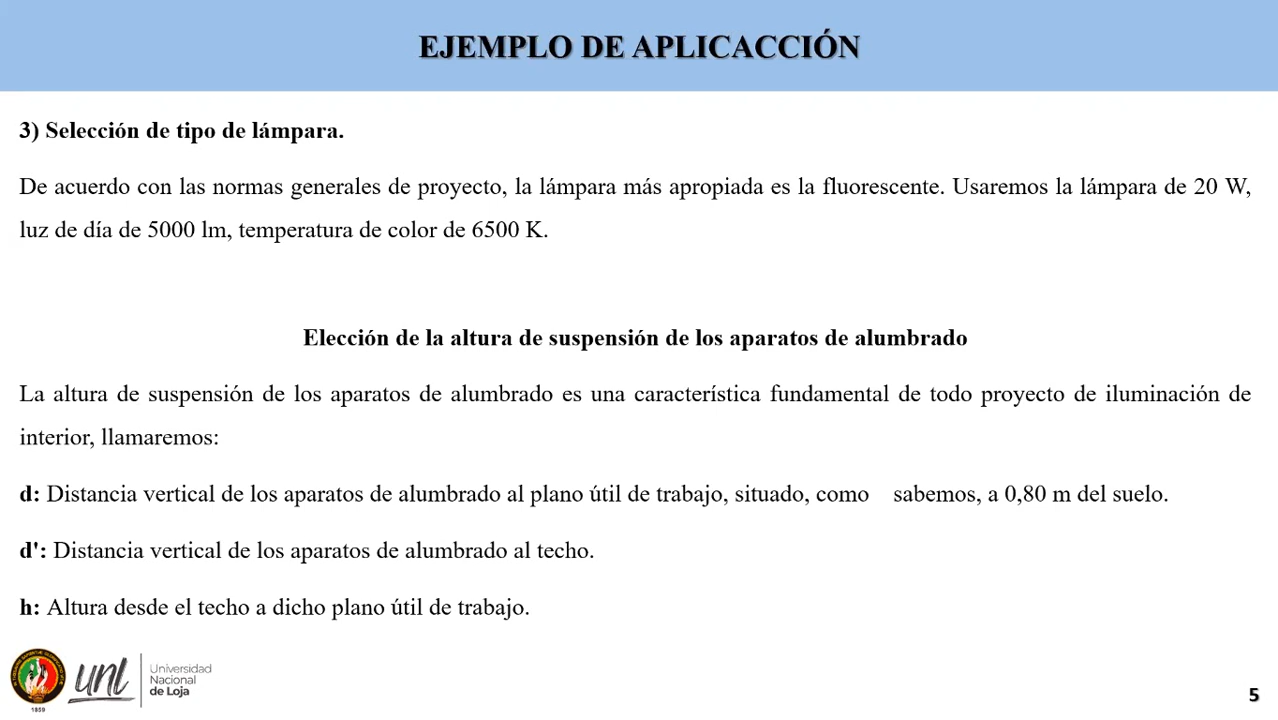 EJEMPLO DE APLICACCIÓN
3) Selección de tipo de lámpara.
De acuerdo con las normas generales de proyecto, la lámpara más apropiada es la fluorescente. Usaremos la lámpara de 20 W,
luz de día de 5000 lm, temperatura de color de 6500 K.
Elección de la altura de suspensión de los aparatos de alumbrado
La altura de suspensión de los aparatos de alumbrado es una característica fundamental de todo proyecto de iluminación de
interior, llamaremos:
d: Distancia vertical de los aparatos de alumbrado al plano útil de trabajo, situado, como sabemos, a 0,80 m del suelo.
d': Distancia vertical de los aparatos de alumbrado al techo.
h: Altura desde el techo a dicho plano útil de trabajo.
1859
unl
Universidad
Nacional
de Loja
5